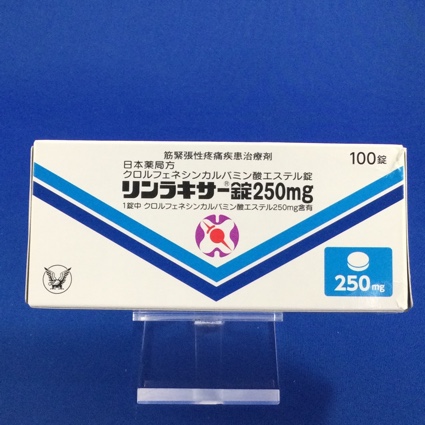 筋緊張性疼痛疾患治療剤
100錠
日本薬局方
クロルフェネシンカルバミン酸エステル錠
リンラキサー®錠250mg
1錠中 クロルフェネシンカルバミン酸エステル250mg含有
250mg